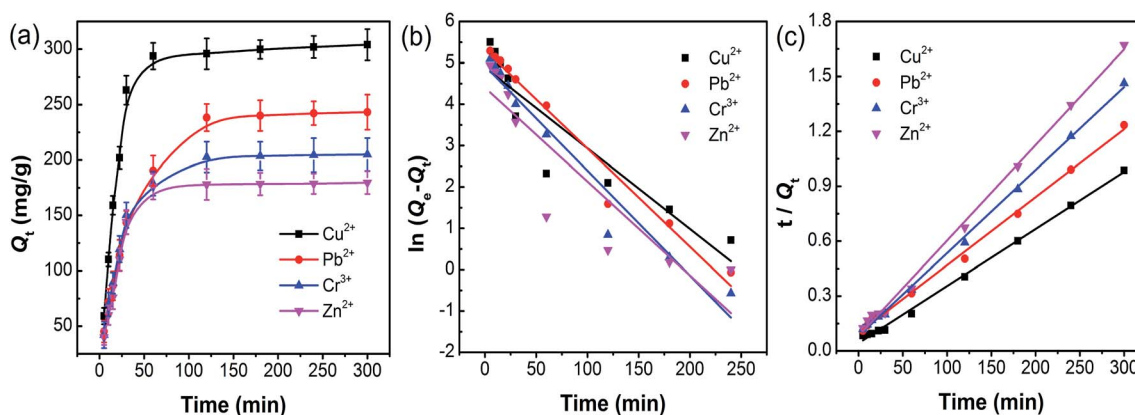 (a)
Qt (mg/g)
300
250
200
150
100
50
0 50 100 150 200 250 300
Time (min)
Cu2+
Pb2+
Cr3+
Zn2+
(b)
ln (Qe-Qt)
6
5
4
3
2
1
0
-1
-2
0 50 100 150 200 250
Time (min)
Cu2+
Pb2+
Cr3+
Zn2+
(c)
t / Qt
1.8
1.5
1.2
0.9
0.6
0.3
0.0
0 50 100 150 200 250 300
Time (min)
Cu2+
Pb2+
Cr3+
Zn2+